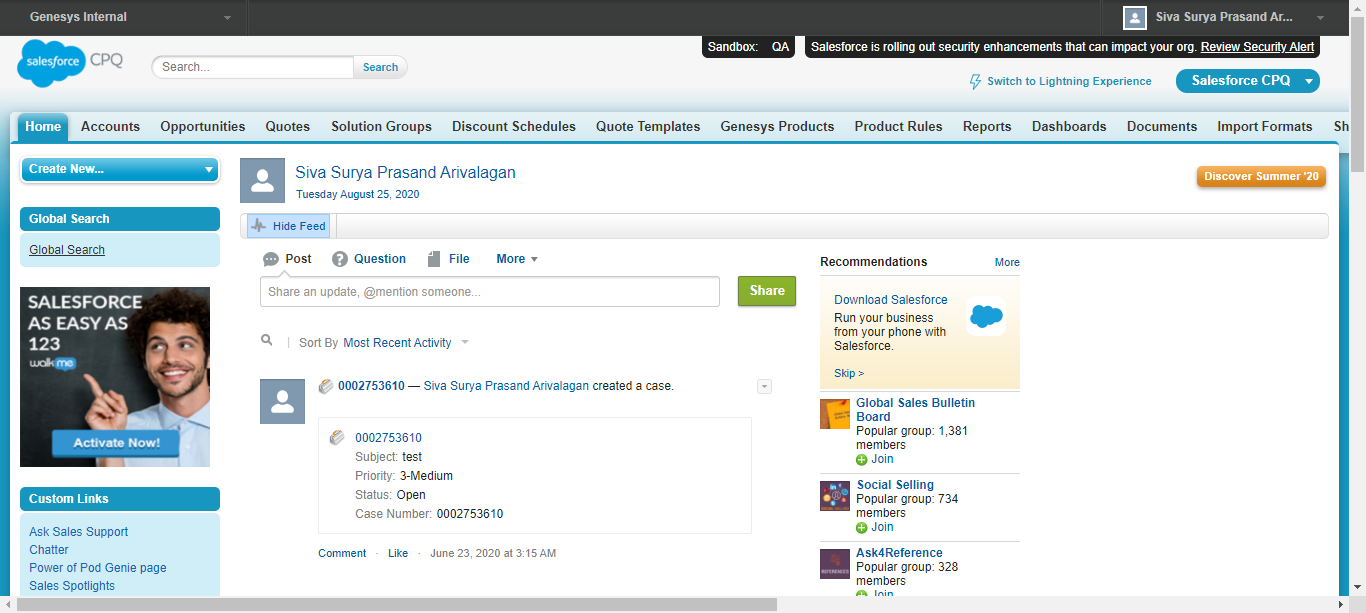 Genesys Internal
Siva Surya Prasand Ar...
salesforce CPQ
Search...
Search
Sandbox: QA
Salesforce is rolling out security enhancements that can impact your org. Review Security Alert
Switch to Lightning Experience
Salesforce CPQ
Home Accounts Opportunities Quotes Solution Groups Discount Schedules Quote Templates Genesys Products Product Rules Reports Dashboards Documents Import Formats Sh
Create New...
Global Search
Global Search
SALESFORCE
AS EASY AS
123
walkme
Activate Now!
Custom Links
Ask Sales Support
Chatter
Power of Pod Genie page
Sales Spotlights
Siva Surya Prasand Arivalagan
Tuesday August 25, 2020
Discover Summer '20
Hide Feed
Post Question File More
Share an update, @mention someone...
Share
Sort By Most Recent Activity
0002753610 — Siva Surya Prasand Arivalagan created a case.
0002753610
Subject: test
Priority: 3-Medium
Status: Open
Case Number: 0002753610
Comment · Like · June 23, 2020 at 3:15 AM
Recommendations More
Download Salesforce
Run your business
from your phone with
Salesforce.
Skip >
Global Sales Bulletin
Board
Popular group: 1,381
members
Join
Social Selling
Popular group: 734
members
Join
Ask4Reference
Popular group: 328
members
Join